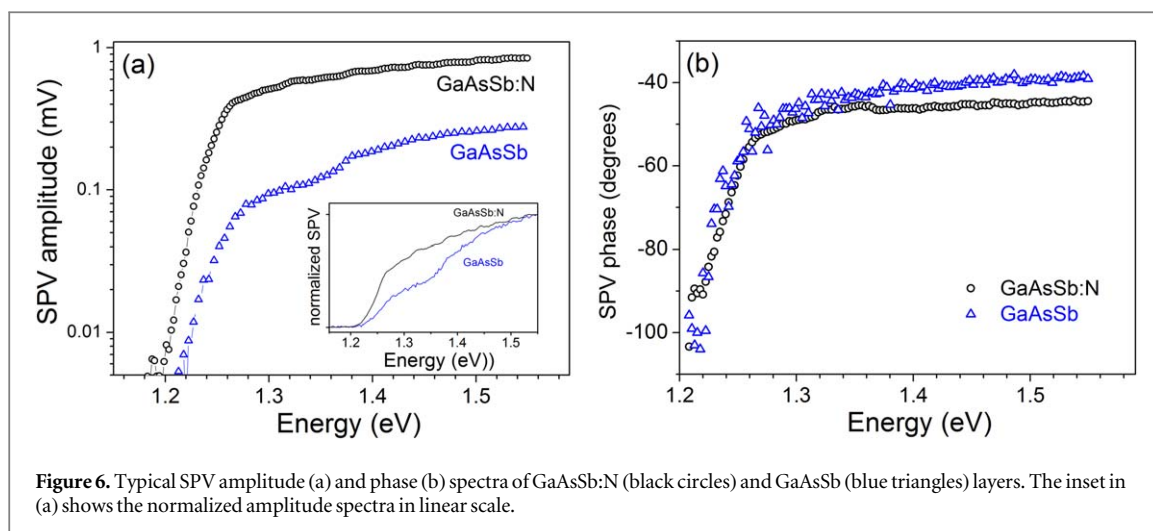 (a)
1
0.1
0.01
SPV amplitude (mV)
GaAsSb:N
GaAsSb
normalized SPV
GaAsSb:N
GaAsSb
1.2 1.3 1.4 1.5
Energy (eV))
1.2 1.3 1.4 1.5
Energy (eV)
(b)
-40
-60
-80
-100
SPV phase (degrees)
GaAsSb:N
GaAsSb
1.2 1.3 1.4 1.5
Energy (eV)
Figure 6. Typical SPV amplitude (a) and phase (b) spectra of GaAsSb:N (black circles) and GaAsSb (blue triangles) layers. The inset in
(a) shows the normalized amplitude spectra in linear scale.